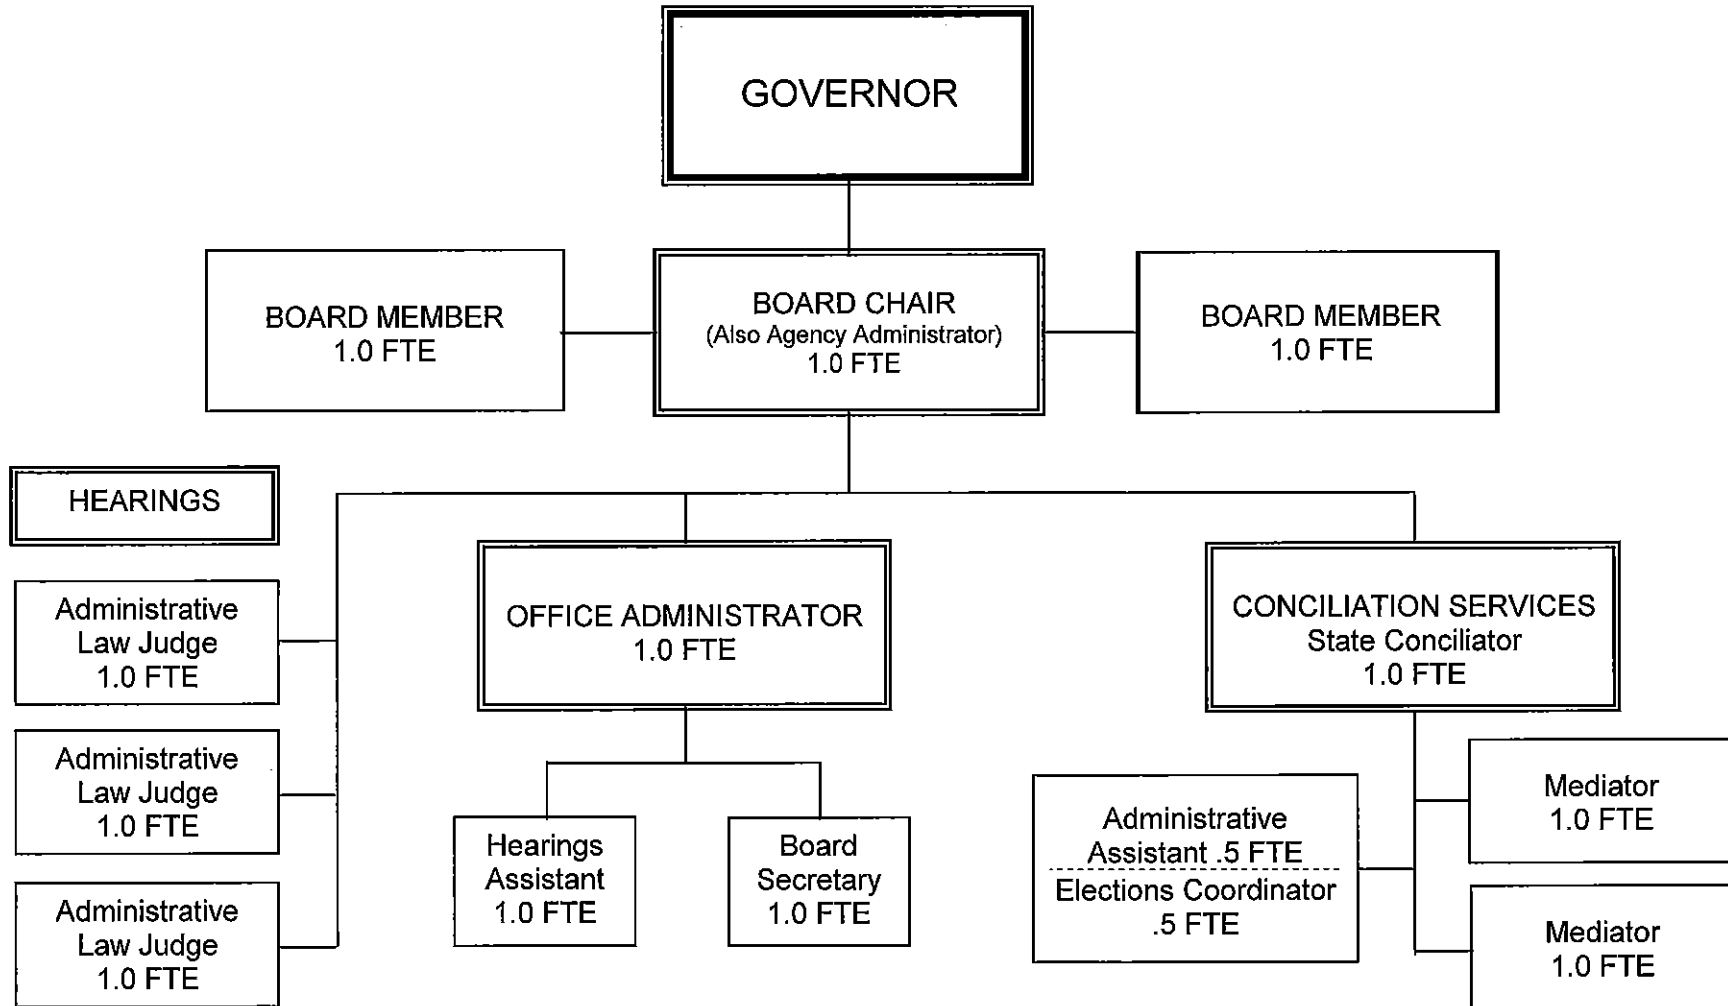 GOVERNOR
BOARD MEMBER
1.0 FTE
BOARD CHAIR
(Also Agency Administrator)
1.0 FTE
BOARD MEMBER
1.0 FTE
HEARINGS
Administrative
Law Judge
1.0 FTE
Administrative
Law Judge
1.0 FTE
Administrative
Law Judge
1.0 FTE
OFFICE ADMINISTRATOR
1.0 FTE
Hearings
Assistant
1.0 FTE
Board
Secretary
1.0 FTE
CONCILIATION SERVICES
State Conciliator
1.0 FTE
Administrative
Assistant .5 FTE
Elections Coordinator
.5 FTE
Mediator
1.0 FTE
Mediator
1.0 FTE